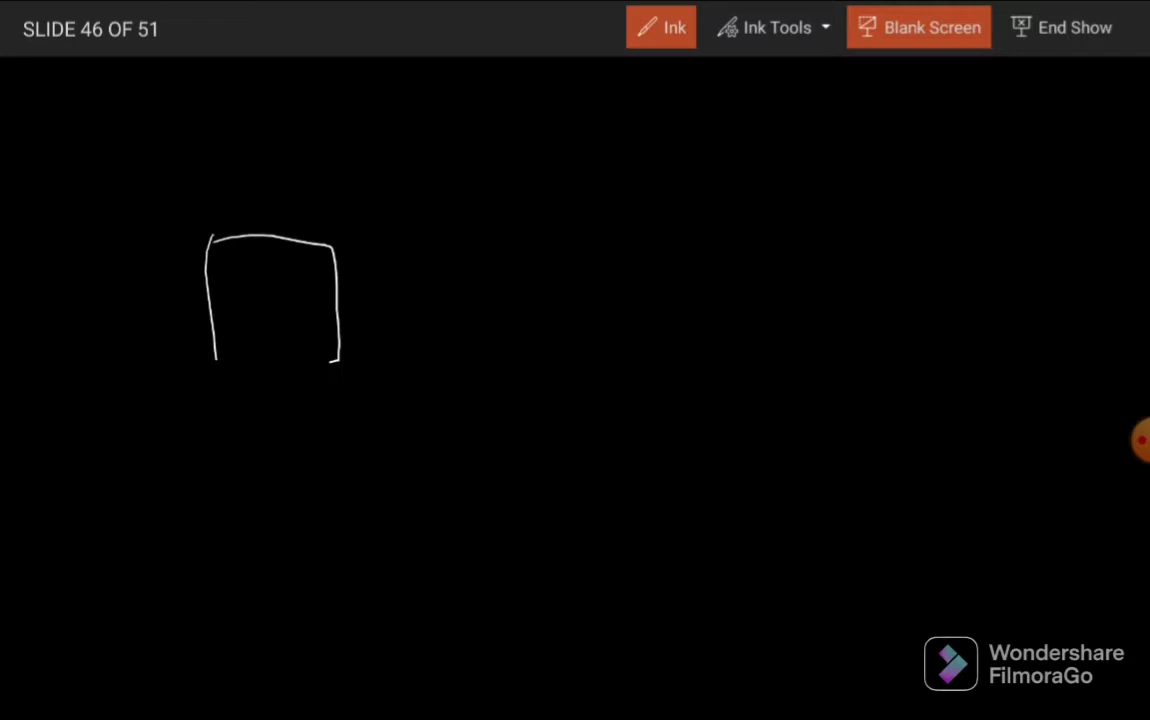 SLIDE 46 OF 51
Ink
Ink Tools
Blank Screen
End Show
Wondershare
FilmoraGo